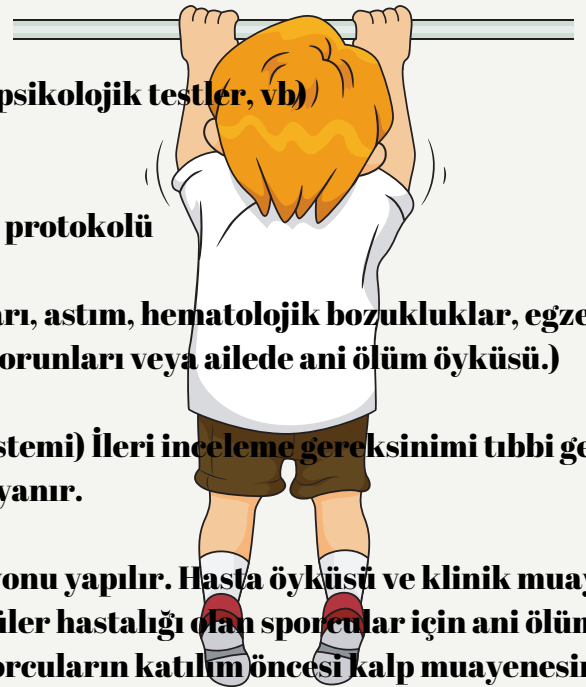 psikolojik testler, vb)
protokolü
arı, astım, hematolojik bozukluklar, egze
orunları veya ailede ani ölüm öyküsü.)
stemi) İleri inceleme gereksinimi tıbbi ge
yanır.
yonu yapılır. Hasta öyküsü ve klinik muay
üler hastalığı olan sporcular için ani ölüm
orcuların katılım öncesi kalp muayenesin